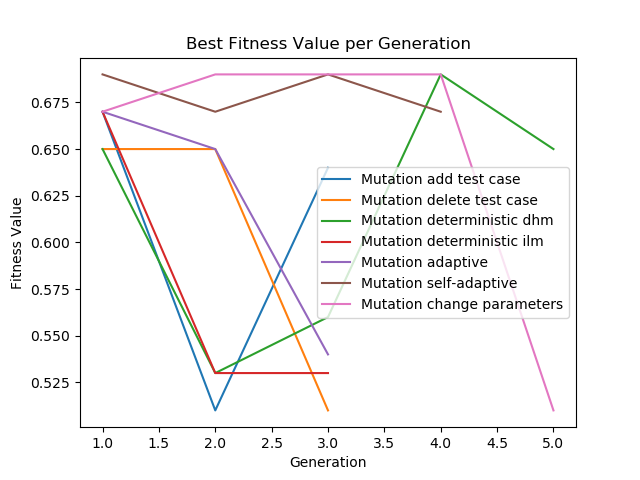 Best Fitness Value per Generation
Fitness Value
0.675
0.650
0.625
0.600
0.575
0.550
0.525
Mutation add test case
Mutation delete test case
Mutation deterministic dhm
Mutation deterministic ilm
Mutation adaptive
Mutation self-adaptive
Mutation change parameters
1.0 1.5 2.0 2.5 3.0 3.5 4.0 4.5 5.0
Generation